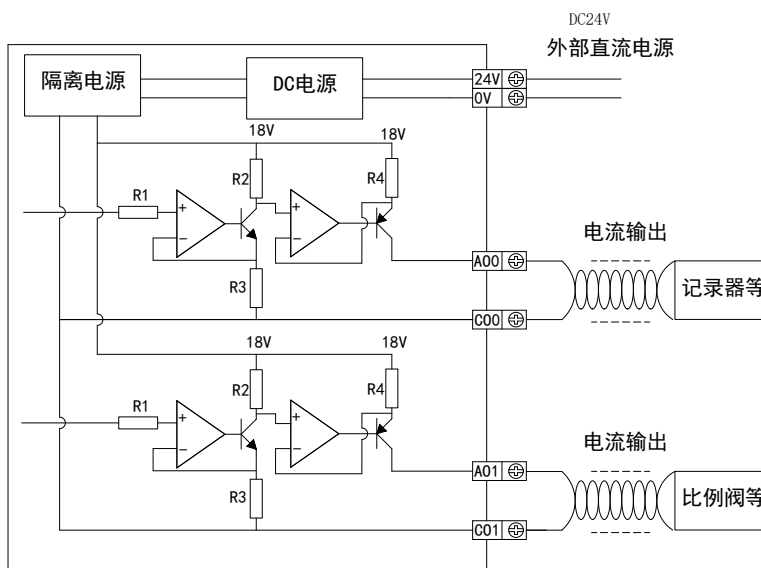 DC24V
外部直流电源
隔离电源
DC电源
24V
0V
18V
18V
R1
+
-
R2
+
-
R4
R3
电流输出
A00
C00
记录器等
18V
18V
R1
+
-
R2
+
-
R4
R3
电流输出
A01
C01
比例阀等